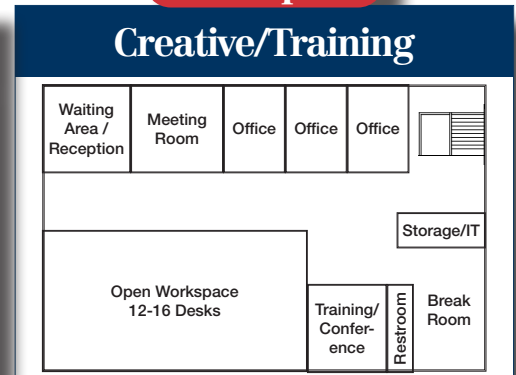 Creative/Training
Waiting
Area /
Reception
Meeting
Room
Office
Office
Office
Storage/IT
Open Workspace
12-16 Desks
Training/
Confer-
ence
Restroom
Break
Room